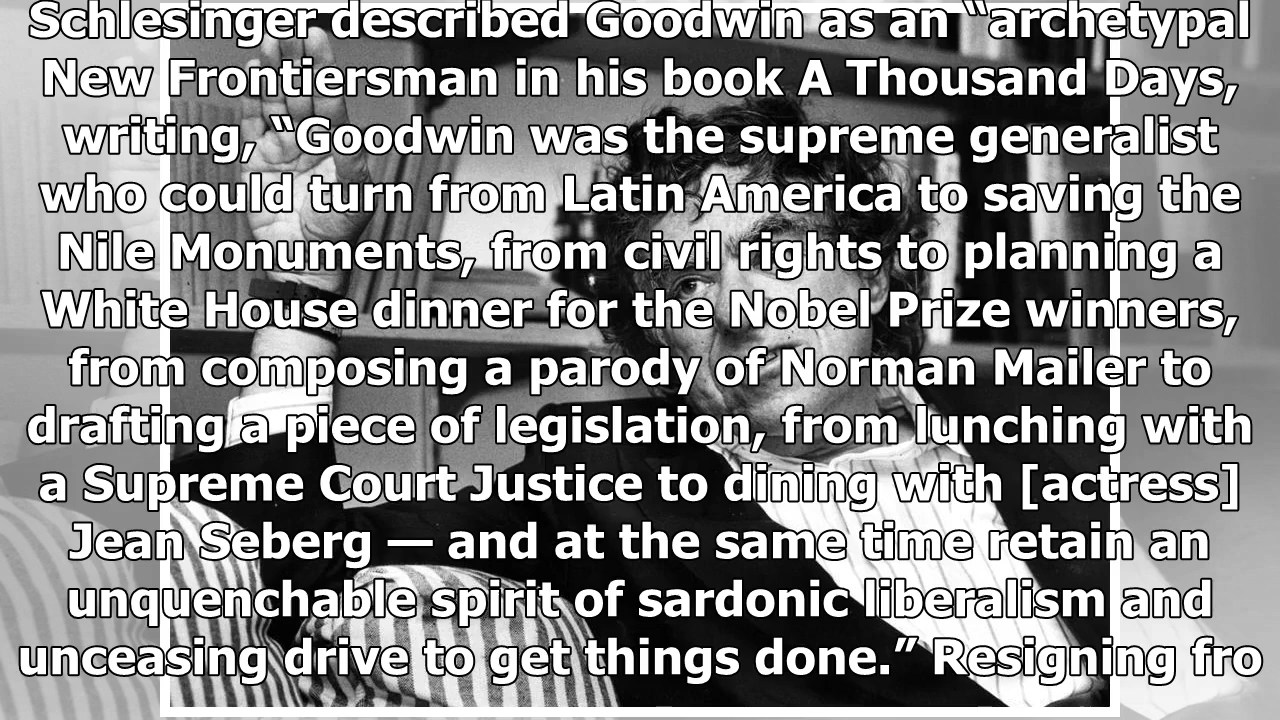 Schlesinger described Goodwin as an “archetypal
New Frontiersman in his book A Thousand Days,
writing, “Goodwin was the supreme generalist
who could turn from Latin America to saving the
Nile Monuments, from civil rights to planning a
White House dinner for the Nobel Prize winners,
from composing a parody of Norman Mailer to
drafting a piece of legislation, from lunching with
a Supreme Court Justice to dining with [actress]
Jean Seberg — and at the same time retain an
unquenchable spirit of sardonic liberalism and
unceasing drive to get things done.” Resigning fro